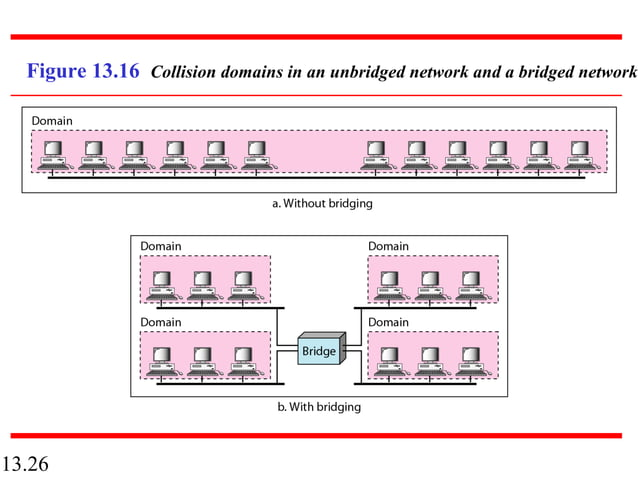 Figure 13.16 Collision domains in an unbridged network and a bridged network
Domain
a. Without bridging
Domain
Domain
Domain
Domain
Bridge
b. With bridging
13.26